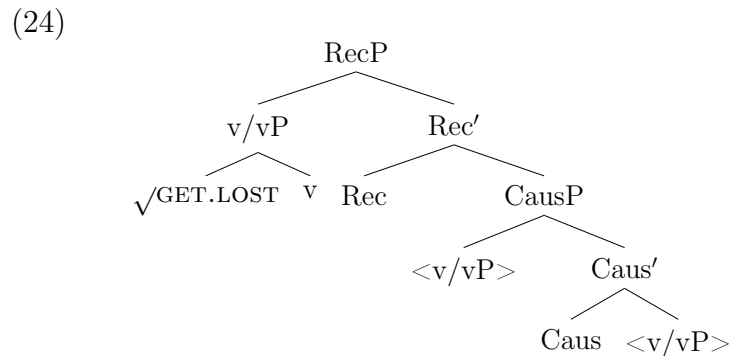 (24)
RecP
v/vP Rec′
√GET.LOST v Rec CausP
<v/vP> Caus′
Caus <v/vP>